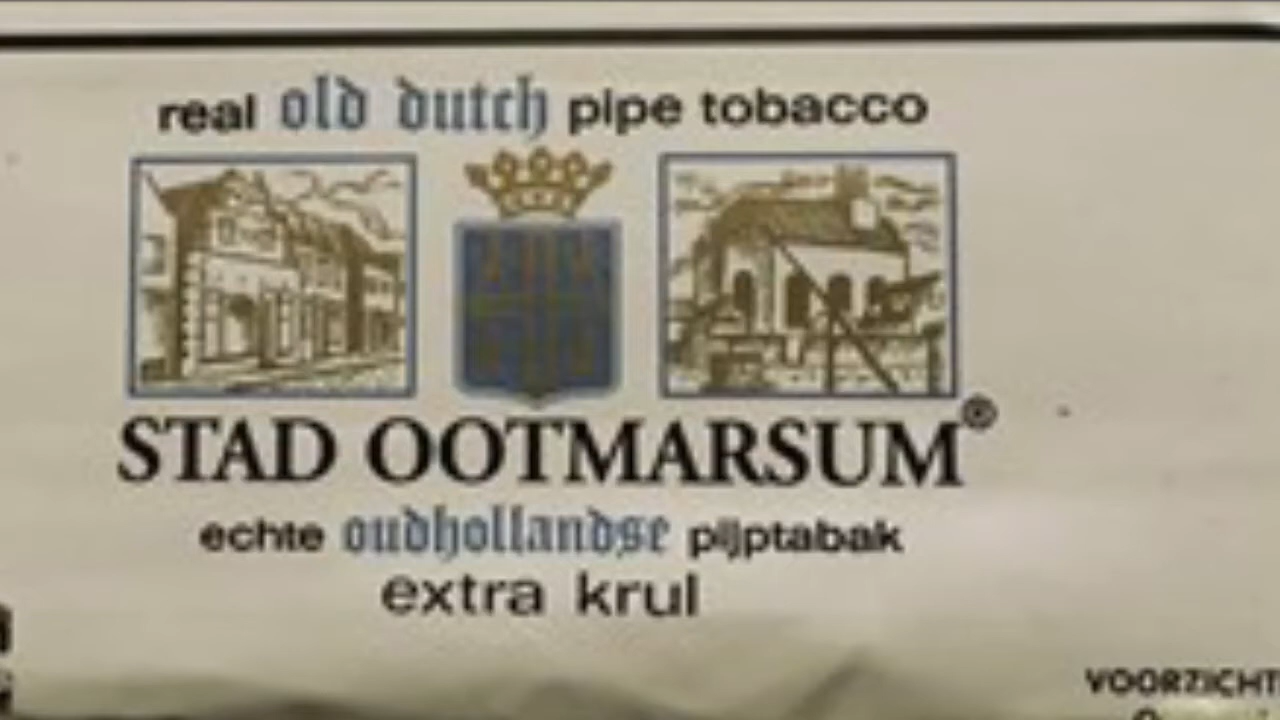 real old dutch pipe tobacco
STAD OOTMARSUM®
echte oudhollandse pijptabak
extra krul
VOORZICHT